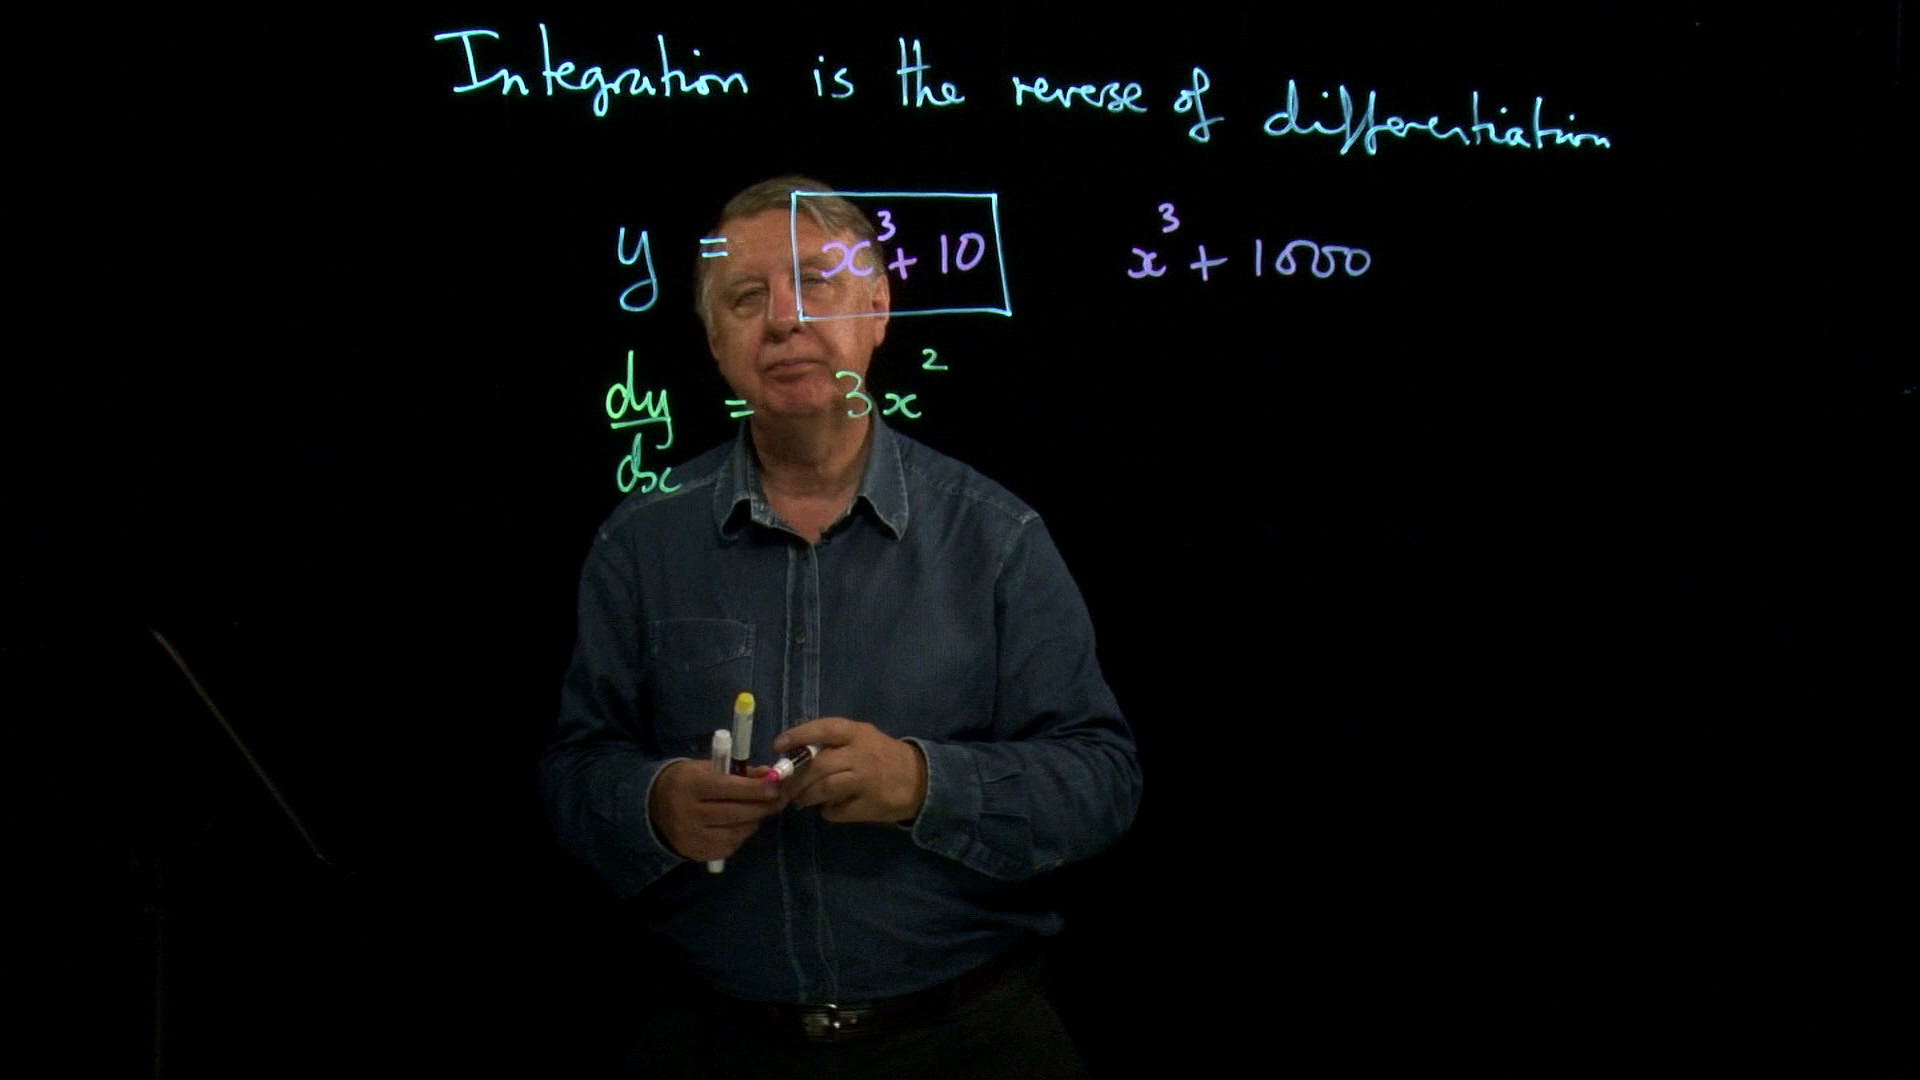 Integration is the reverse of differentiation
y = x³ + 10 x³ + 1000
dy/dx = 3x²